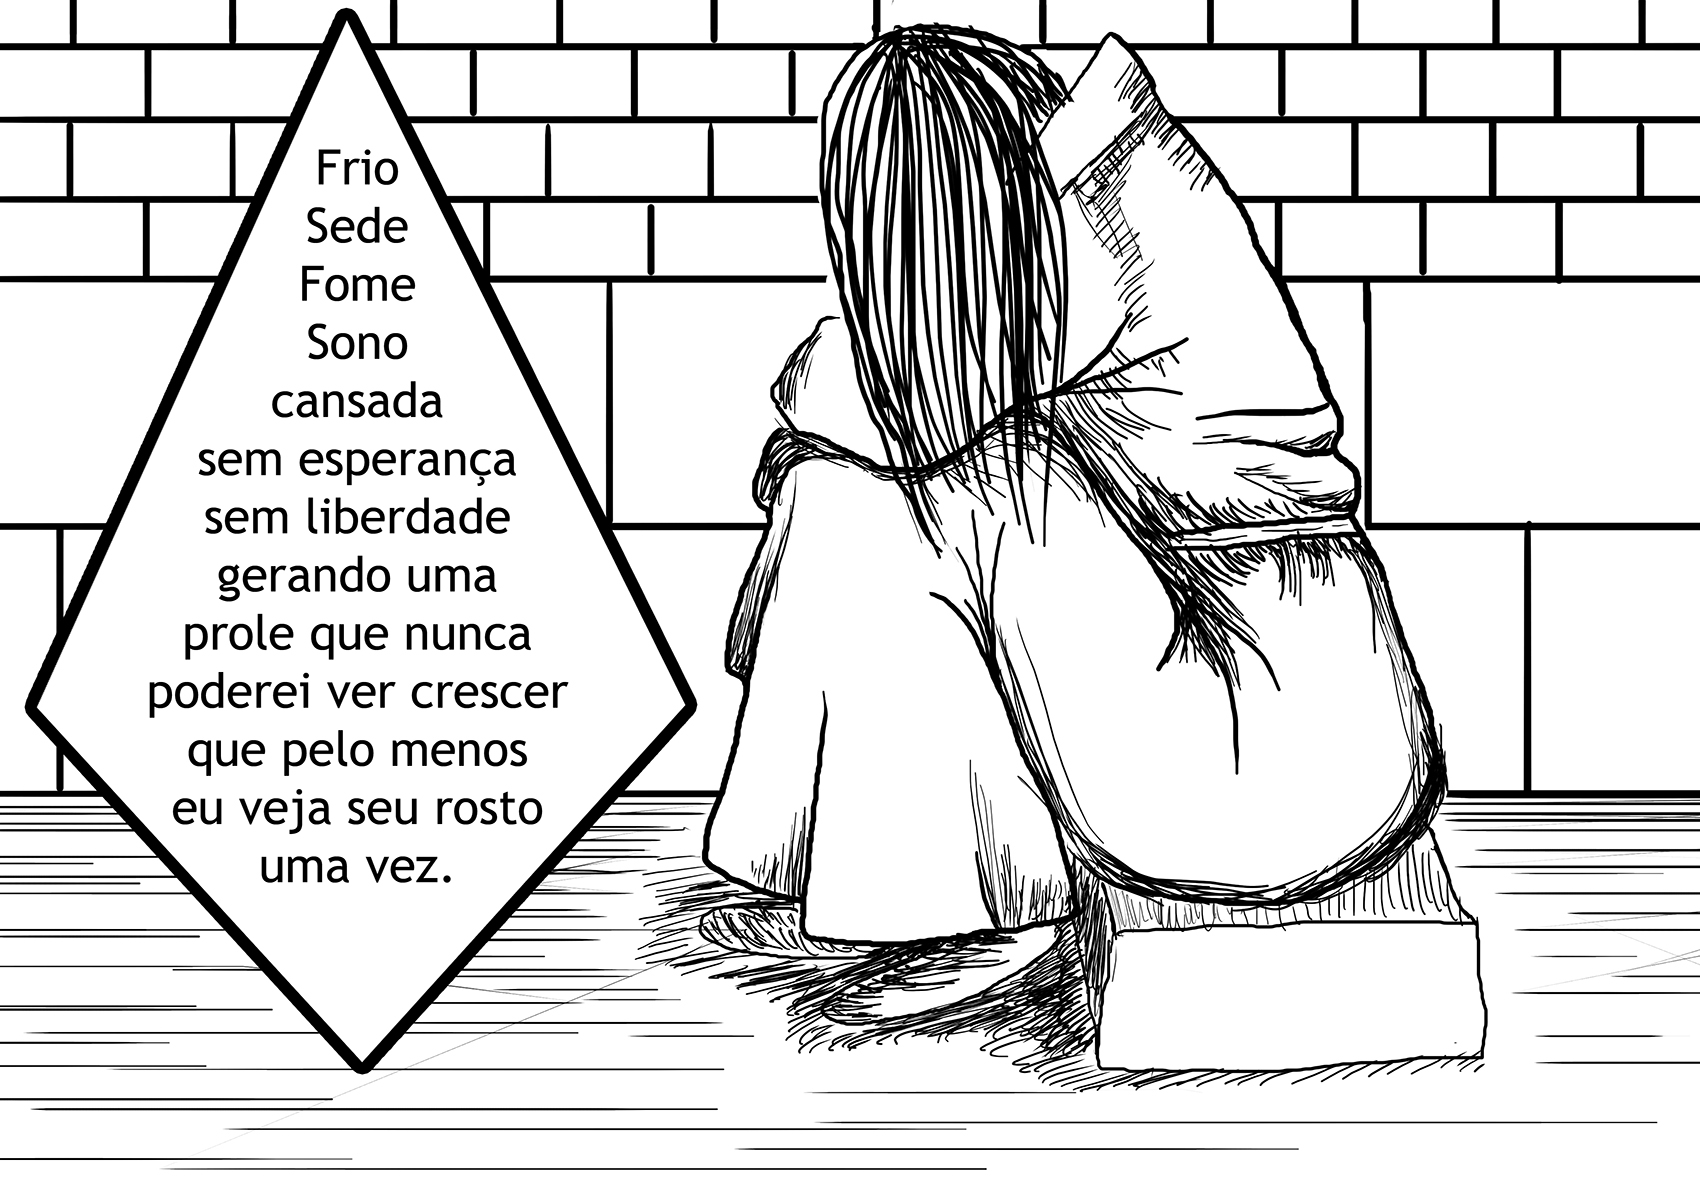 Frio
Sede
Fome
Sono
cansada
sem esperança
sem liberdade
gerando uma
prole que nunca
poderei ver crescer
que pelo menos
eu veja seu rosto
uma vez.